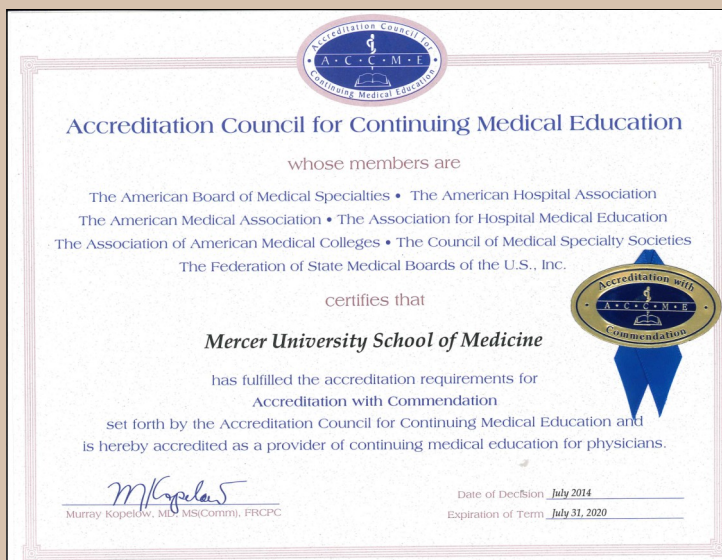 Accreditation Council for
A • C • C • M • E
Continuing Medical Education
Accreditation Council for Continuing Medical Education
whose members are
The American Board of Medical Specialties • The American Hospital Association
The American Medical Association • The Association for Hospital Medical Education
The Association of American Medical Colleges • The Council of Medical Specialty Societies
The Federation of State Medical Boards of the U.S., Inc.
certifies that
Accreditation with
A • C • C • M • E
Commendation
Mercer University School of Medicine
has fulfilled the accreditation requirements for
Accreditation with Commendation
set forth by the Accreditation Council for Continuing Medical Education and
is hereby accredited as a provider of continuing medical education for physicians.
MKopelow
Murray Kopelow, MD, MS(Comm), FRCPC
Date of Decision July 2014
Expiration of Term July 31, 2020